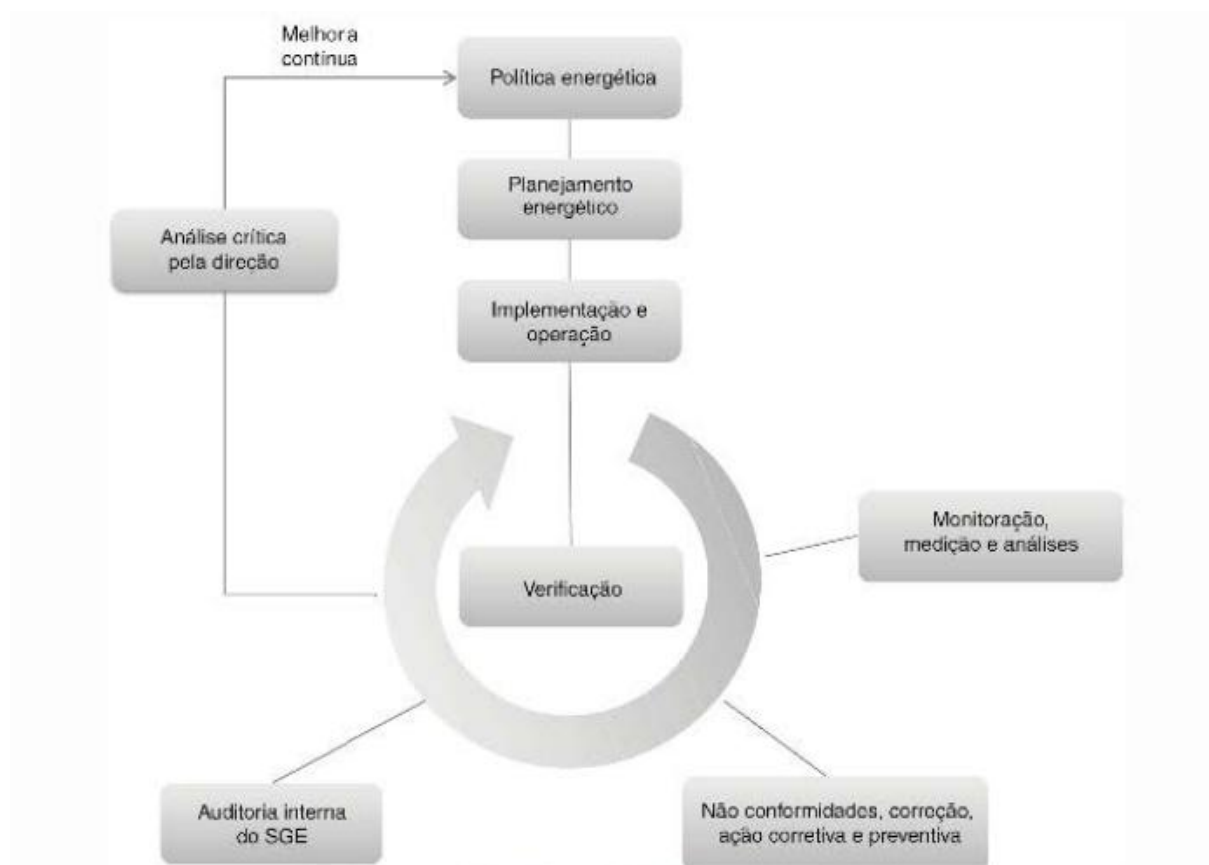 Melhora
contínua
Política energética
Planejamento
energético
Análise crítica
pela direção
Implementação e
operação
Monitoração,
medição e análises
Verificação
Auditoria interna
do SGE
Não conformidades, correção,
ação corretiva e preventiva